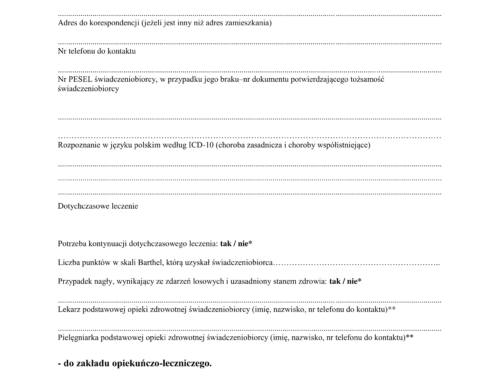 Adres do korespondencji (jeżeli jest inny niż adres zamieszkania)
Nr telefonu do kontaktu
Nr PESEL świadczeniobiorcy, w przypadku jego braku–nr dokumentu potwierdzającego tożsamość
świadczeniobiorcy
Rozpoznanie w języku polskim według ICD-10 (choroba zasadnicza i choroby współistniejące)
Dotychczasowe leczenie
Potrzeba kontynuacji dotychczasowego leczenia: tak / nie*
Liczba punktów w skali Barthel, którą uzyskał świadczeniobiorca…………………………………………………..
Przypadek nagły, wynikający ze zdarzeń losowych i uzasadniony stanem zdrowia: tak / nie*
Lekarz podstawowej opieki zdrowotnej świadczeniobiorcy (imię, nazwisko, nr telefonu do kontaktu)**
Pielęgniarka podstawowej opieki zdrowotnej świadczeniobiorcy (imię, nazwisko, nr telefonu do kontaktu)**
- do zakładu opiekuńczo-leczniczego.